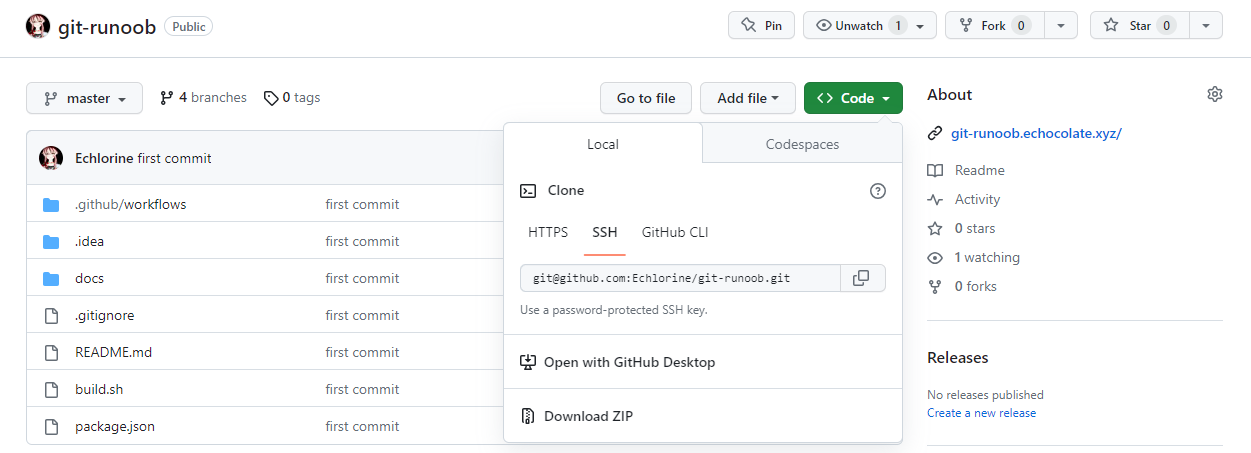 git-runoob Public Pin Unwatch 1 Fork 0 Star 0
master 4 branches 0 tags Go to file Add file Code
Echlorine first commit
.github/workflows first commit
.idea first commit
docs first commit
.gitignore first commit
README.md first commit
build.sh first commit
package.json first commit
Local Codespaces
Clone
HTTPS SSH GitHub CLI
git@github.com:Echlorine/git-runoob.git
Use a password-protected SSH key.
Open with GitHub Desktop
Download ZIP
About
git-runoob.echocolate.xyz/
Readme
Activity
0 stars
1 watching
0 forks
Releases
No releases published
Create a new release